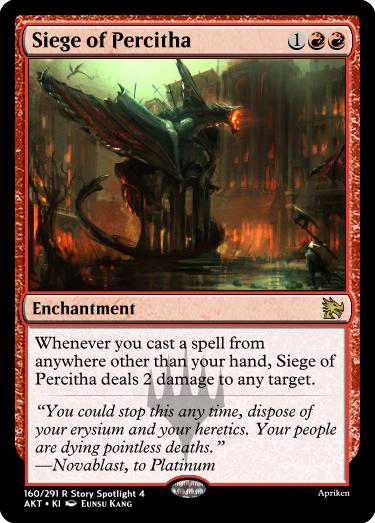 Siege of Percitha 1
Enchantment
Whenever you cast a spell from
anywhere other than your hand, Siege of
Percitha deals 2 damage to any target.
“You could stop this any time, dispose of
your erysium and your heretics. Your people
are dying pointless deaths.”
—Novablast, to Platinum
160/291 R Story Spotlight 4
AKT • KI Eunsu Kang
Apriken